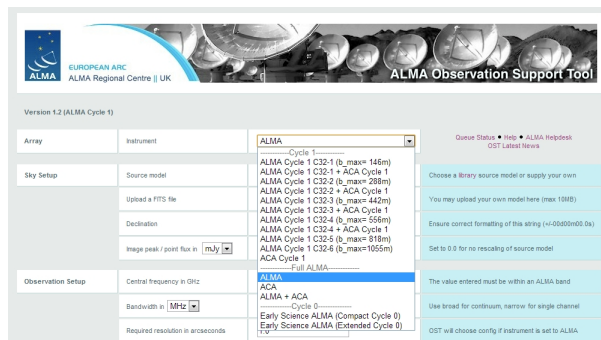 ALMA
EUROPEAN ARC
ALMA Regional Centre || UK
ALMA Observation Support Tool
Version 1.2 (ALMA Cycle 1)
Array
Instrument
ALMA
Queue Status • Help • ALMA Helpdesk
OST Latest News
------------Cycle 1------------
ALMA Cycle 1 C32-1 (b_max= 146m)
ALMA Cycle 1 C32-1 + ACA Cycle 1
ALMA Cycle 1 C32-2 (b_max= 288m)
ALMA Cycle 1 C32-2 + ACA Cycle 1
ALMA Cycle 1 C32-3 (b_max= 442m)
ALMA Cycle 1 C32-3 + ACA Cycle 1
ALMA Cycle 1 C32-4 (b_max= 556m)
ALMA Cycle 1 C32-4 + ACA Cycle 1
ALMA Cycle 1 C32-5 (b_max= 818m)
ALMA Cycle 1 C32-6 (b_max=1055m)
ACA Cycle 1
------------Full ALMA------------
ALMA
ACA
ALMA + ACA
------------Cycle 0------------
Early Science ALMA (Compact Cycle 0)
Early Science ALMA (Extended Cycle 0)
Sky Setup
Source model
Choose a library source model or supply your own
Upload a FITS file
You may upload your own model here (max 10MB)
Declination
Ensure correct formatting of this string (+/-00d00m00.0s)
Image peak / point flux in mJy
Set to 0.0 for no rescaling of source model
Observation Setup
Central frequency in GHz
The value entered must be within an ALMA band
Bandwidth in MHz
Use broad for continuum, narrow for single channel
Required resolution in arcseconds
OST will choose config if instrument is set to ALMA